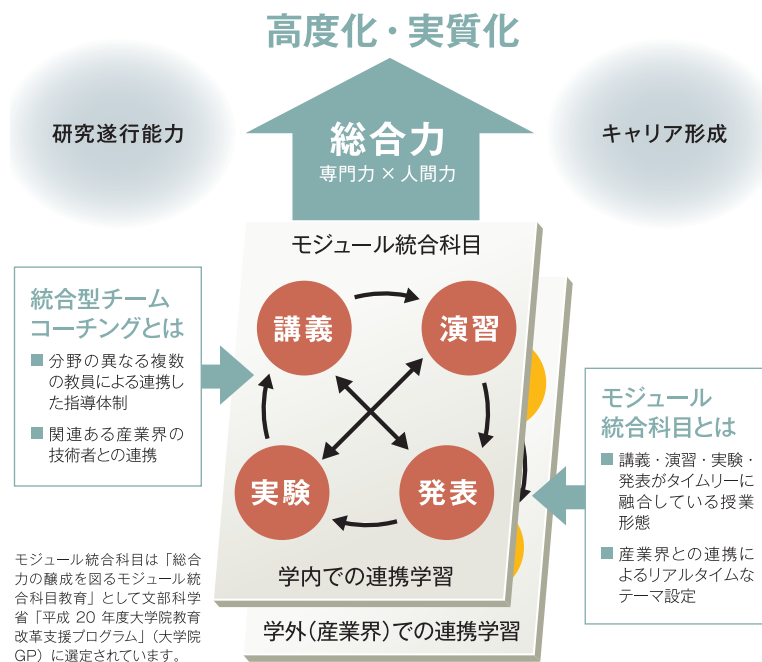 高度化・実質化
研究遂行能力
総合力
専門力 × 人間力
キャリア形成
モジュール統合科目
講義
演習
実験
発表
学内での連携学習
学外(産業界)での連携学習
統合型チーム
コーチングとは
■ 分野の異なる複数
の教員による連携し
た指導体制
■ 関連ある産業界の
技術者との連携
モジュール
統合科目とは
■ 講義・演習・実験・
発表がタイムリーに
融合している授業
形態
■ 産業界との連携に
よるリアルタイムな
テーマ設定
モジュール統合科目は「総合
力の醸成を図るモジュール統
合科目教育」として文部科学
省「平成 20 年度大学院教育
改革支援プログラム」(大学院
GP)に選定されています。